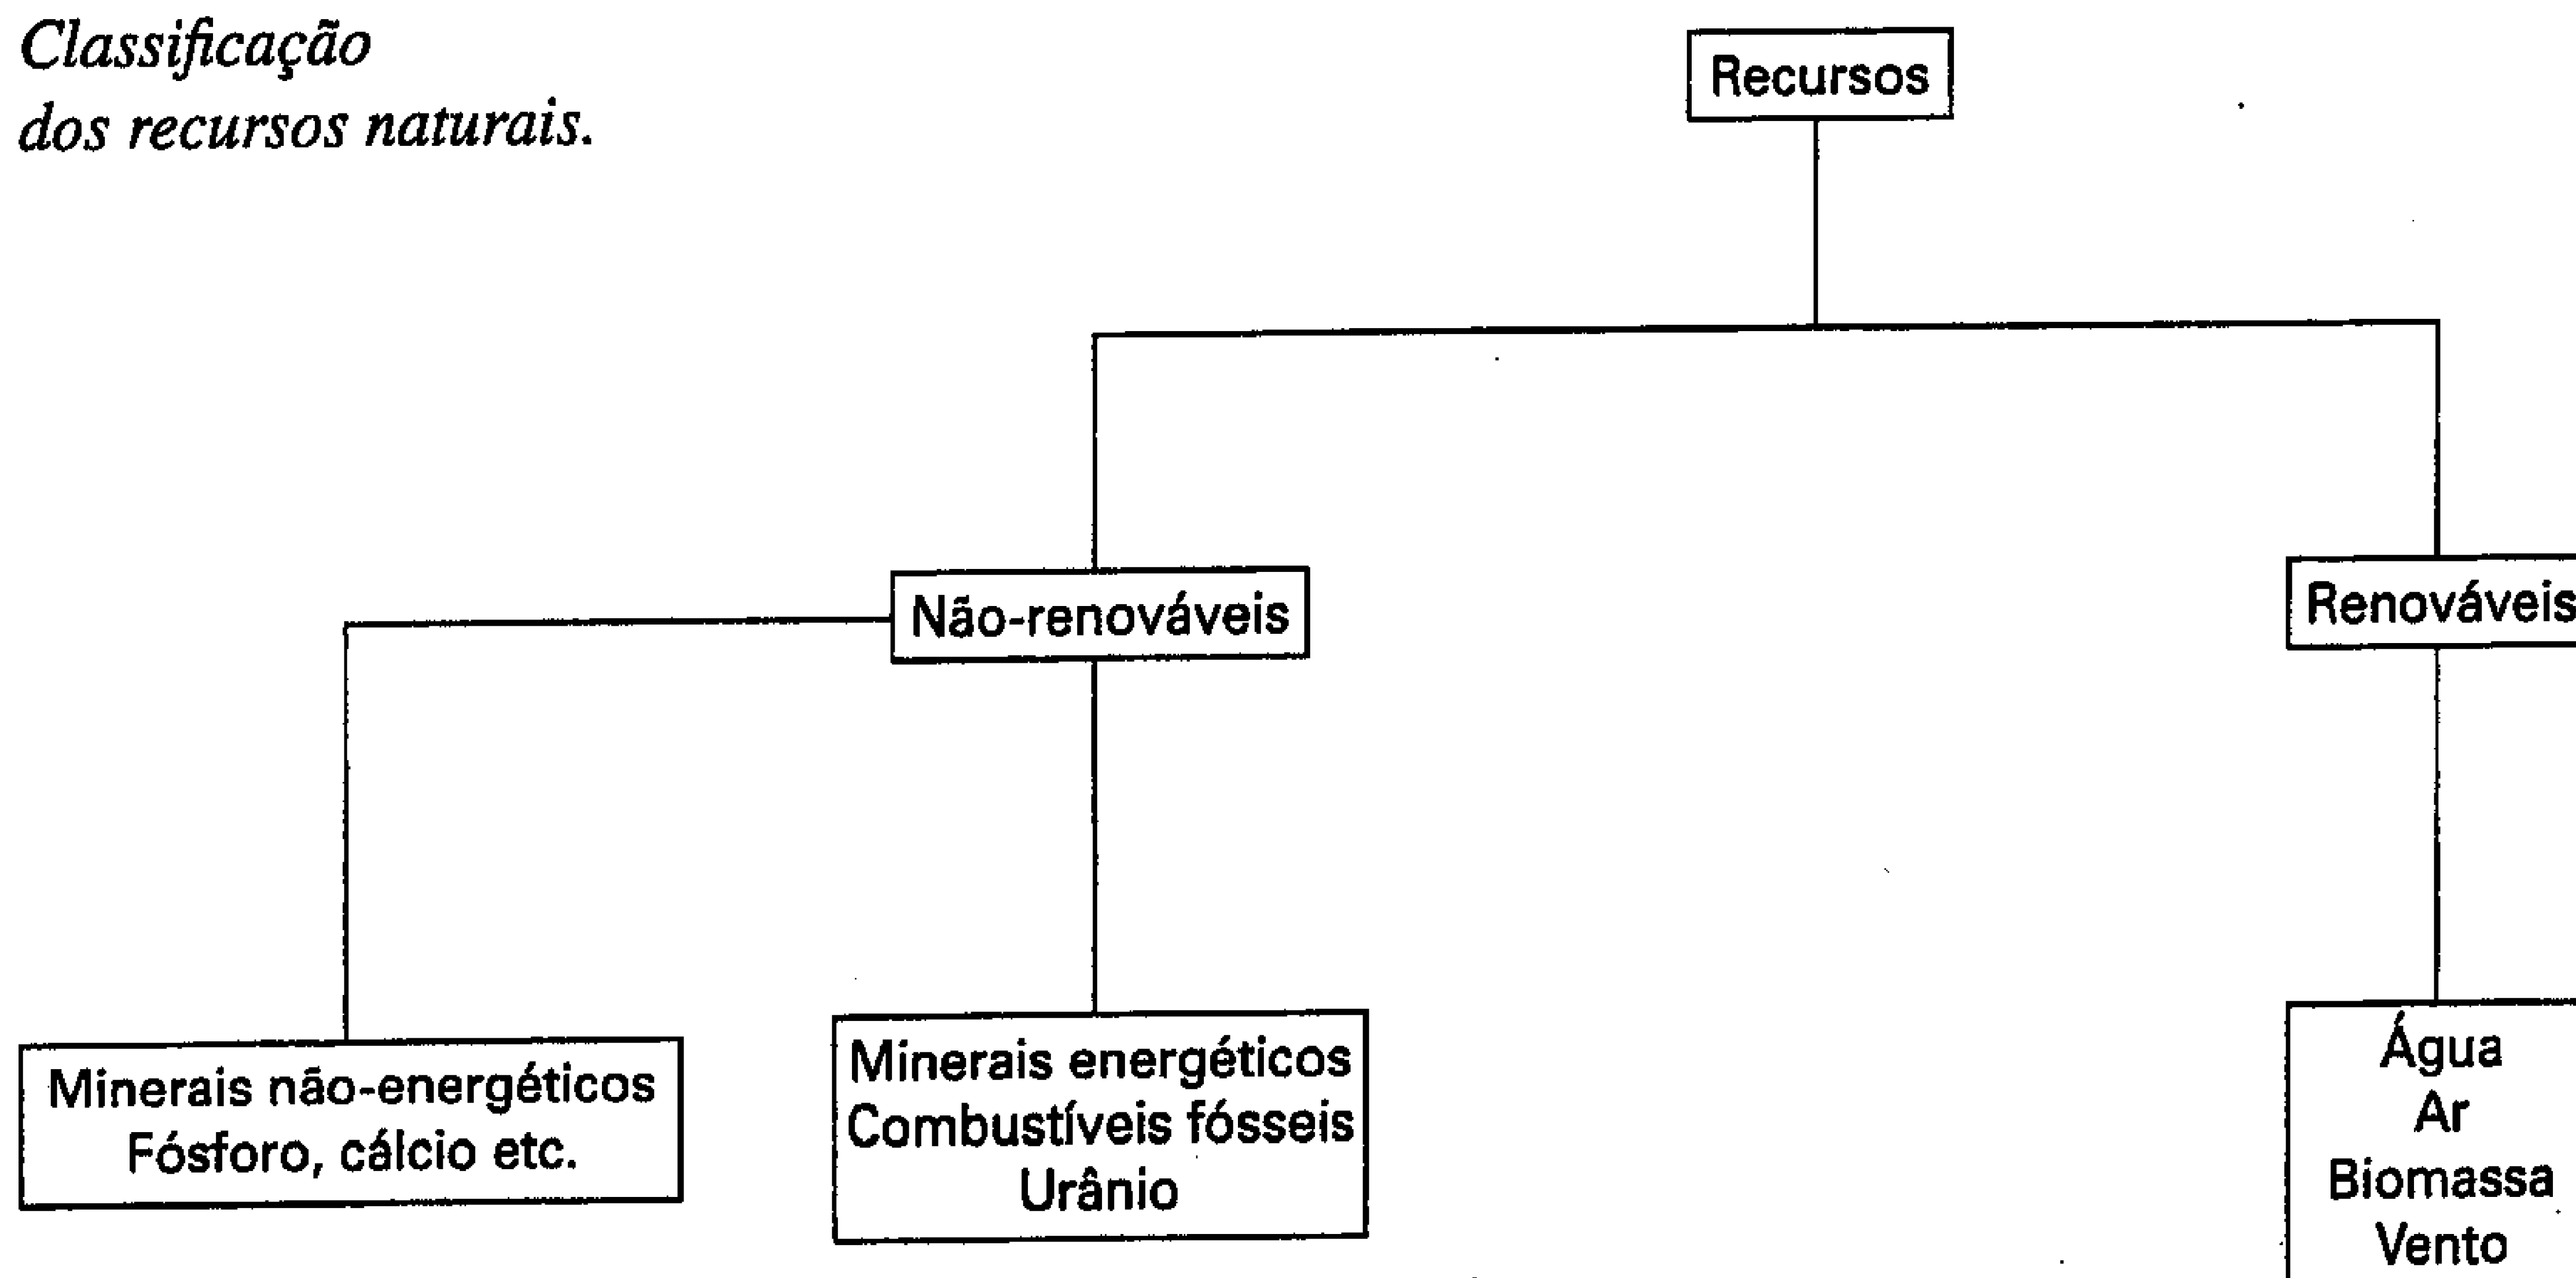 Classificação
dos recursos naturais.
Recursos
Não-renováveis
Renováveis
Minerais não-energéticos
Fósforo, cálcio etc.
Minerais energéticos
Combustíveis fósseis
Urânio
Água
Ar
Biomassa
Vento